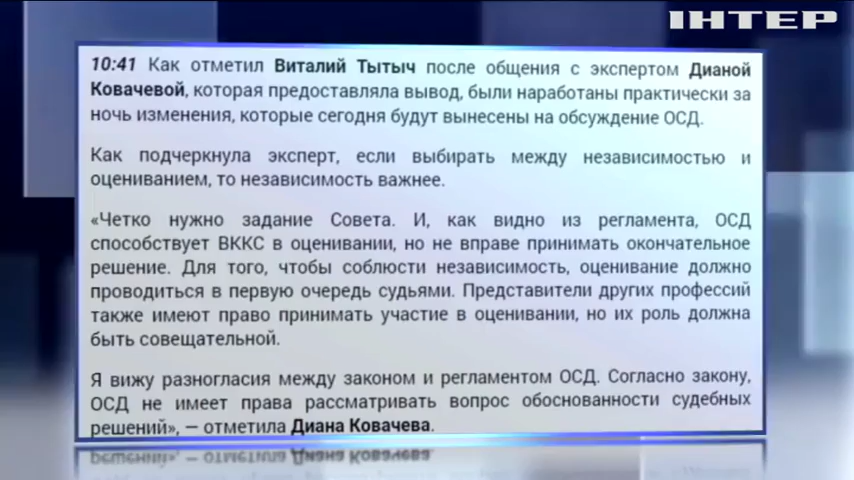 ІНТЕР
10:41 Как отметил Виталий Тытыч после общения с экспертом Дианой
Ковачевой, которая предоставляла вывод, были наработаны практически за
ночь изменения, которые сегодня будут вынесены на обсуждение ОСД.
Как подчеркнула эксперт, если выбирать между независимостью и
оцениванием, то независимость важнее.
«Четко нужно задание Совета. И, как видно из регламента, ОСД
способствует ВККС в оценивании, но не вправе принимать окончательное
решение. Для того, чтобы соблюсти независимость, оценивание должно
проводиться в первую очередь судьями. Представители других профессий
также имеют право принимать участие в оценивании, но их роль должна
быть совещательной.
Я вижу разногласия между законом и регламентом ОСД. Согласно закону,
ОСД не имеет права рассматривать вопрос обоснованности судебных
решений», — отметила Диана Ковачева.